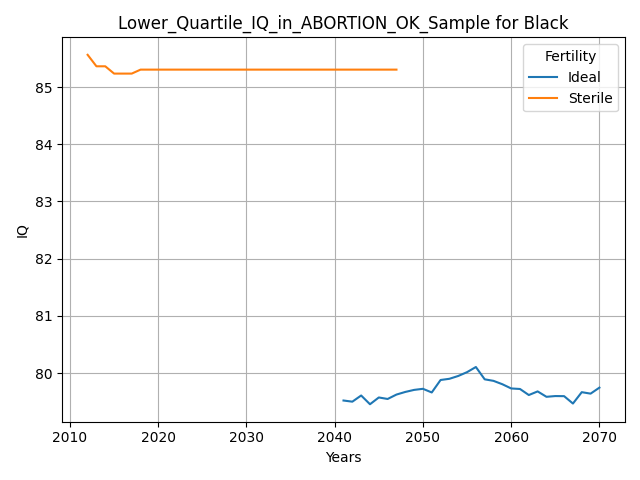 Lower_Quartile_IQ_in_ABORTION_OK_Sample for Black
Fertility
Ideal
Sterile
IQ
85
84
83
82
81
80
2010 2020 2030 2040 2050 2060 2070
Years